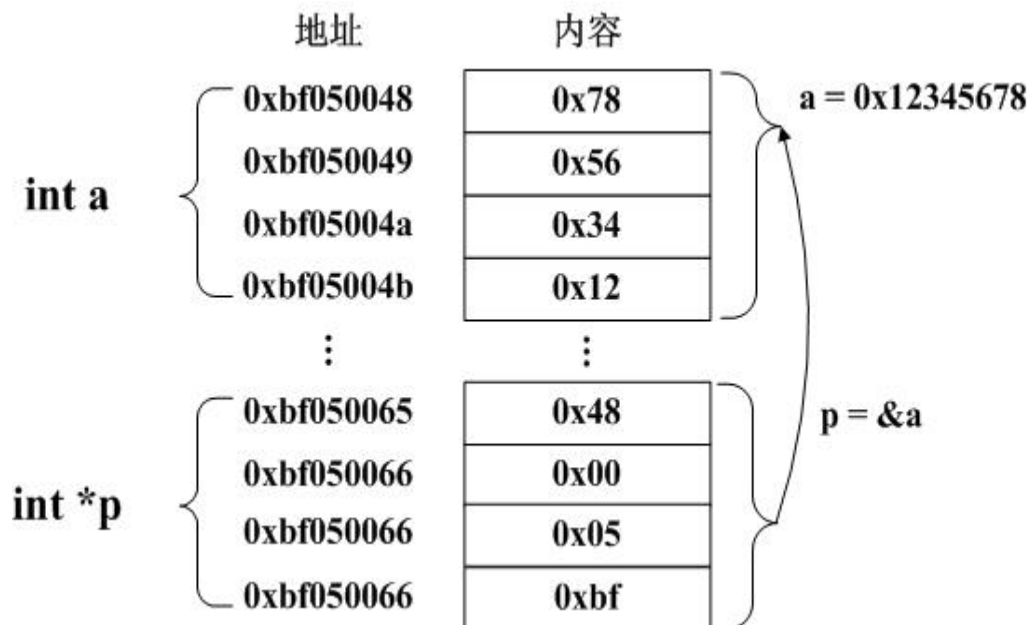 地址 内容
0xbf050048 0x78 a = 0x12345678
0xbf050049 0x56
int a
0xbf05004a 0x34
0xbf05004b 0x12
⋮ ⋮
0xbf050065 0x48
p = &a
0xbf050066 0x00
int *p
0xbf050066 0x05
0xbf050066 0xbf